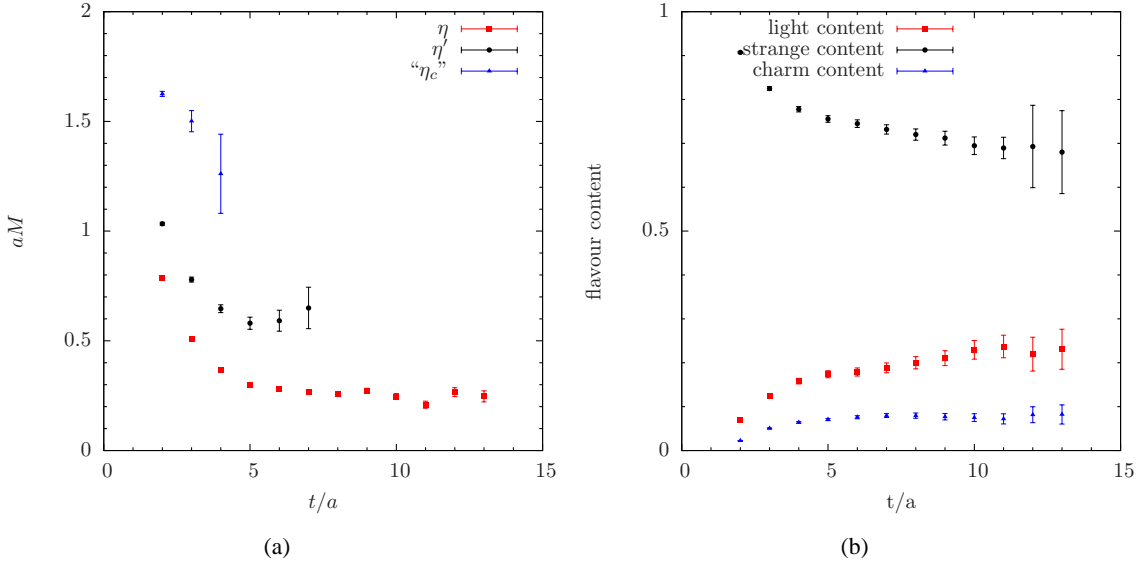 η
η′
“ηc”
2
1.5
1
0.5
0
aM
0
5
10
15
t/a
(a)
light content
strange content
charm content
1
0.5
0
flavour content
0
5
10
15
t/a
(b)